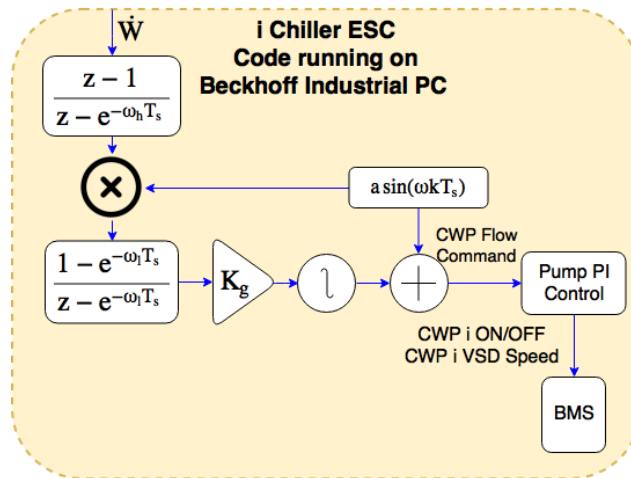 Ẇ
i Chiller ESC
Code running on
Beckhoff Industrial PC
z − 1
z − e^{−ω_h T_s}
×
a sin(ωkT_s)
1 − e^{−ω_l T_s}
z − e^{−ω_l T_s}
K_g
∫
+
CWP Flow
Command
Pump PI
Control
CWP i ON/OFF
CWP i VSD Speed
BMS